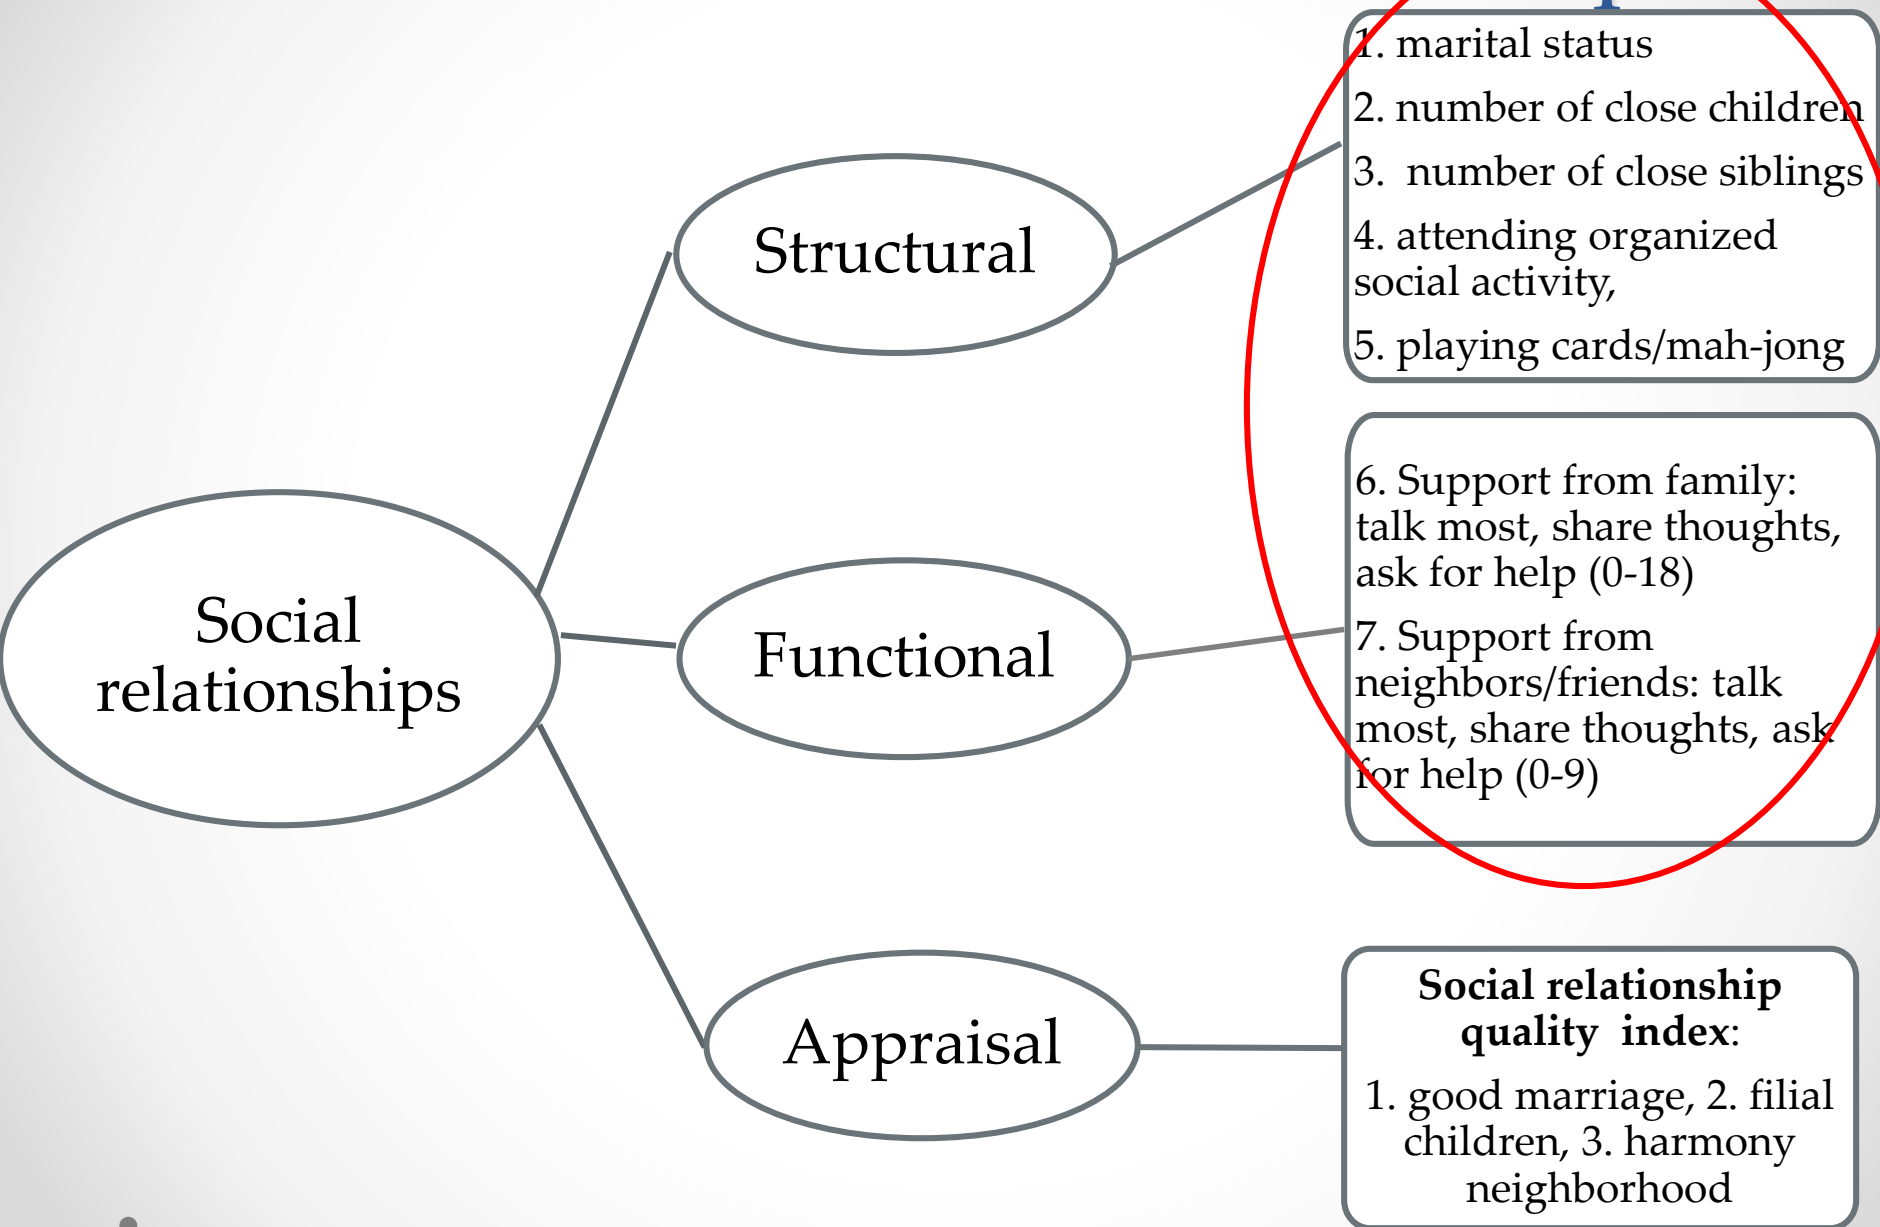 Social
relationships
Structural
1. marital status
2. number of close children
3.  number of close siblings
4. attending organized
social activity,
5. playing cards/mah-jong
Functional
6. Support from family:
talk most, share thoughts,
ask for help (0-18)
7. Support from
neighbors/friends: talk
most, share thoughts, ask
for help (0-9)
Appraisal
Social relationship
quality  index:
1. good marriage, 2. filial
children, 3. harmony
neighborhood